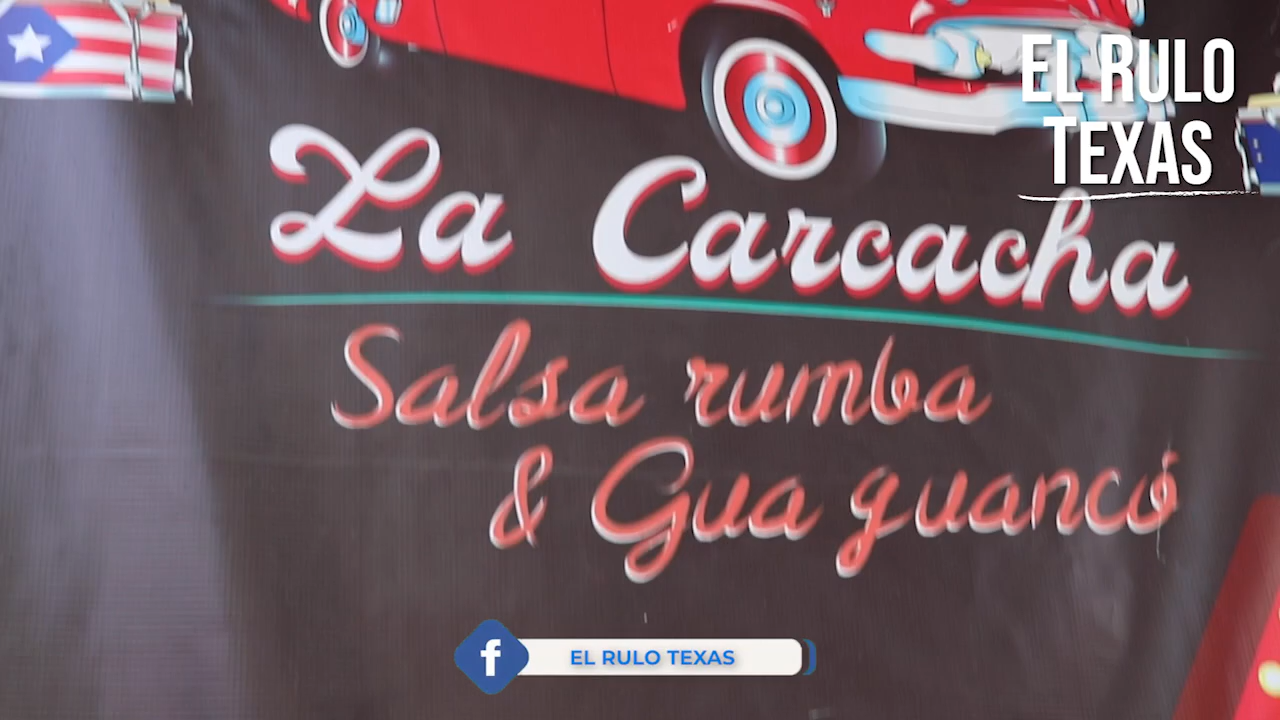 EL RULO
TEXAS
La Carcacha
Salsa rumba
& Gua guancó
f EL RULO TEXAS